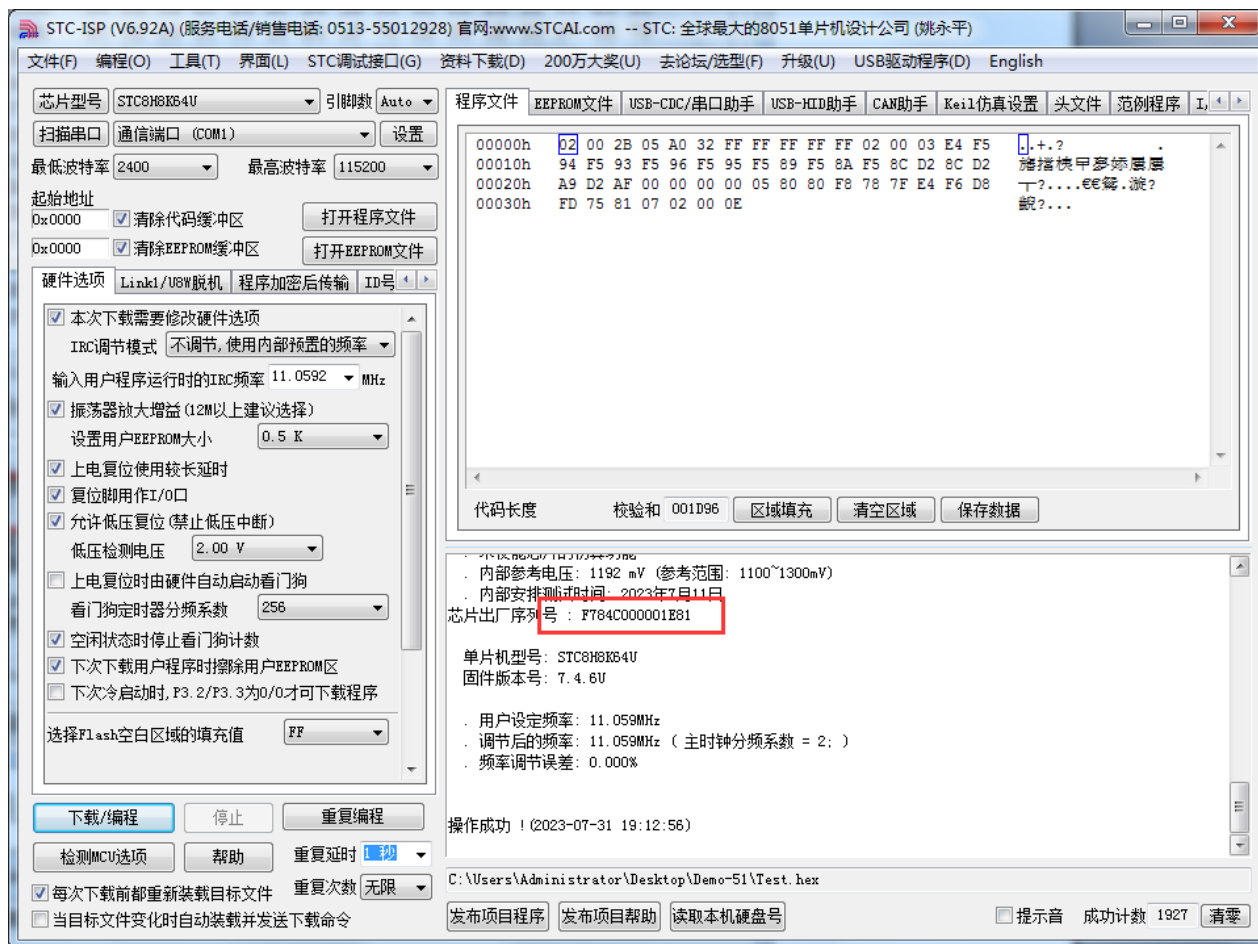 STC-ISP (V6.92A) (服务电话/销售电话: 0513-55012928) 官网:www.STCAI.com -- STC: 全球最大的8051单片机设计公司 (姚永平)
文件(F) 编程(O) 工具(T) 界面(L) STC调试接口(G) 资料下载(D) 200万大奖(U) 去论坛/选型(F) 升级(U) USB驱动程序(D) English
芯片型号 STC8H8K64U 引脚数 Auto
扫描串口 通信端口 (COM1) 设置
最低波特率 2400 最高波特率 115200
起始地址
0x0000 清除代码缓冲区 打开程序文件
0x0000 清除EEPROM缓冲区 打开EEPROM文件
硬件选项 Link1/U8W脱机 程序加密后传输 ID号
本次下载需要修改硬件选项
IRC调节模式 不调节,使用内部预置的频率
输入用户程序运行时的IRC频率 11.0592 MHz
振荡器放大增益(12M以上建议选择)
设置用户EEPROM大小 0.5 K
上电复位使用较长延时
复位脚用作I/O口
允许低压复位(禁止低压中断)
低压检测电压 2.00 V
上电复位时由硬件自动启动看门狗
看门狗定时器分频系数 256
空闲状态时停止看门狗计数
下次下载用户程序时擦除用户EEPROM区
下次冷启动时,P3.2/P3.3为0/0才可下载程序
选择Flash空白区域的填充值 FF
下载/编程 停止 重复编程
检测MCU选项 帮助 重复延时 1 秒
每次下载前都重新装载目标文件 重复次数 无限
当目标文件变化时自动装载并发送下载命令
程序文件 EEPROM文件 USB-CDC/串口助手 USB-HID助手 CAN助手 Keil仿真设置 头文件 范例程序 I,
00000h 02 00 2B 05 A0 32 FF FF FF FF FF 02 00 03 E4 F5 ..+.? .
00010h 94 F5 93 F5 96 F5 95 F5 89 F5 8A F5 8C D2 8C D2
00020h A9 D2 AF 00 00 00 00 05 80 80 F8 78 7F E4 F6 D8
00030h FD 75 81 07 02 00 0E
代码长度 校验和 001D96 区域填充 清空区域 保存数据
. 内部参考电压: 1192 mV (参考范围: 1100~1300mV)
. 内部安排测试时间: 2023年7月11日
芯片出厂序列号 : F784C000001E81
单片机型号: STC8H8K64U
固件版本号: 7.4.6U
. 用户设定频率: 11.059MHz
. 调节后的频率: 11.059MHz ( 主时钟分频系数 = 2; )
. 频率调节误差: 0.000%
操作成功 !(2023-07-31 19:12:56)
C:\Users\Administrator\Desktop\Demo-51\Test.hex
发布项目程序 发布项目帮助 读取本机硬盘号 提示音 成功计数 1927 清零